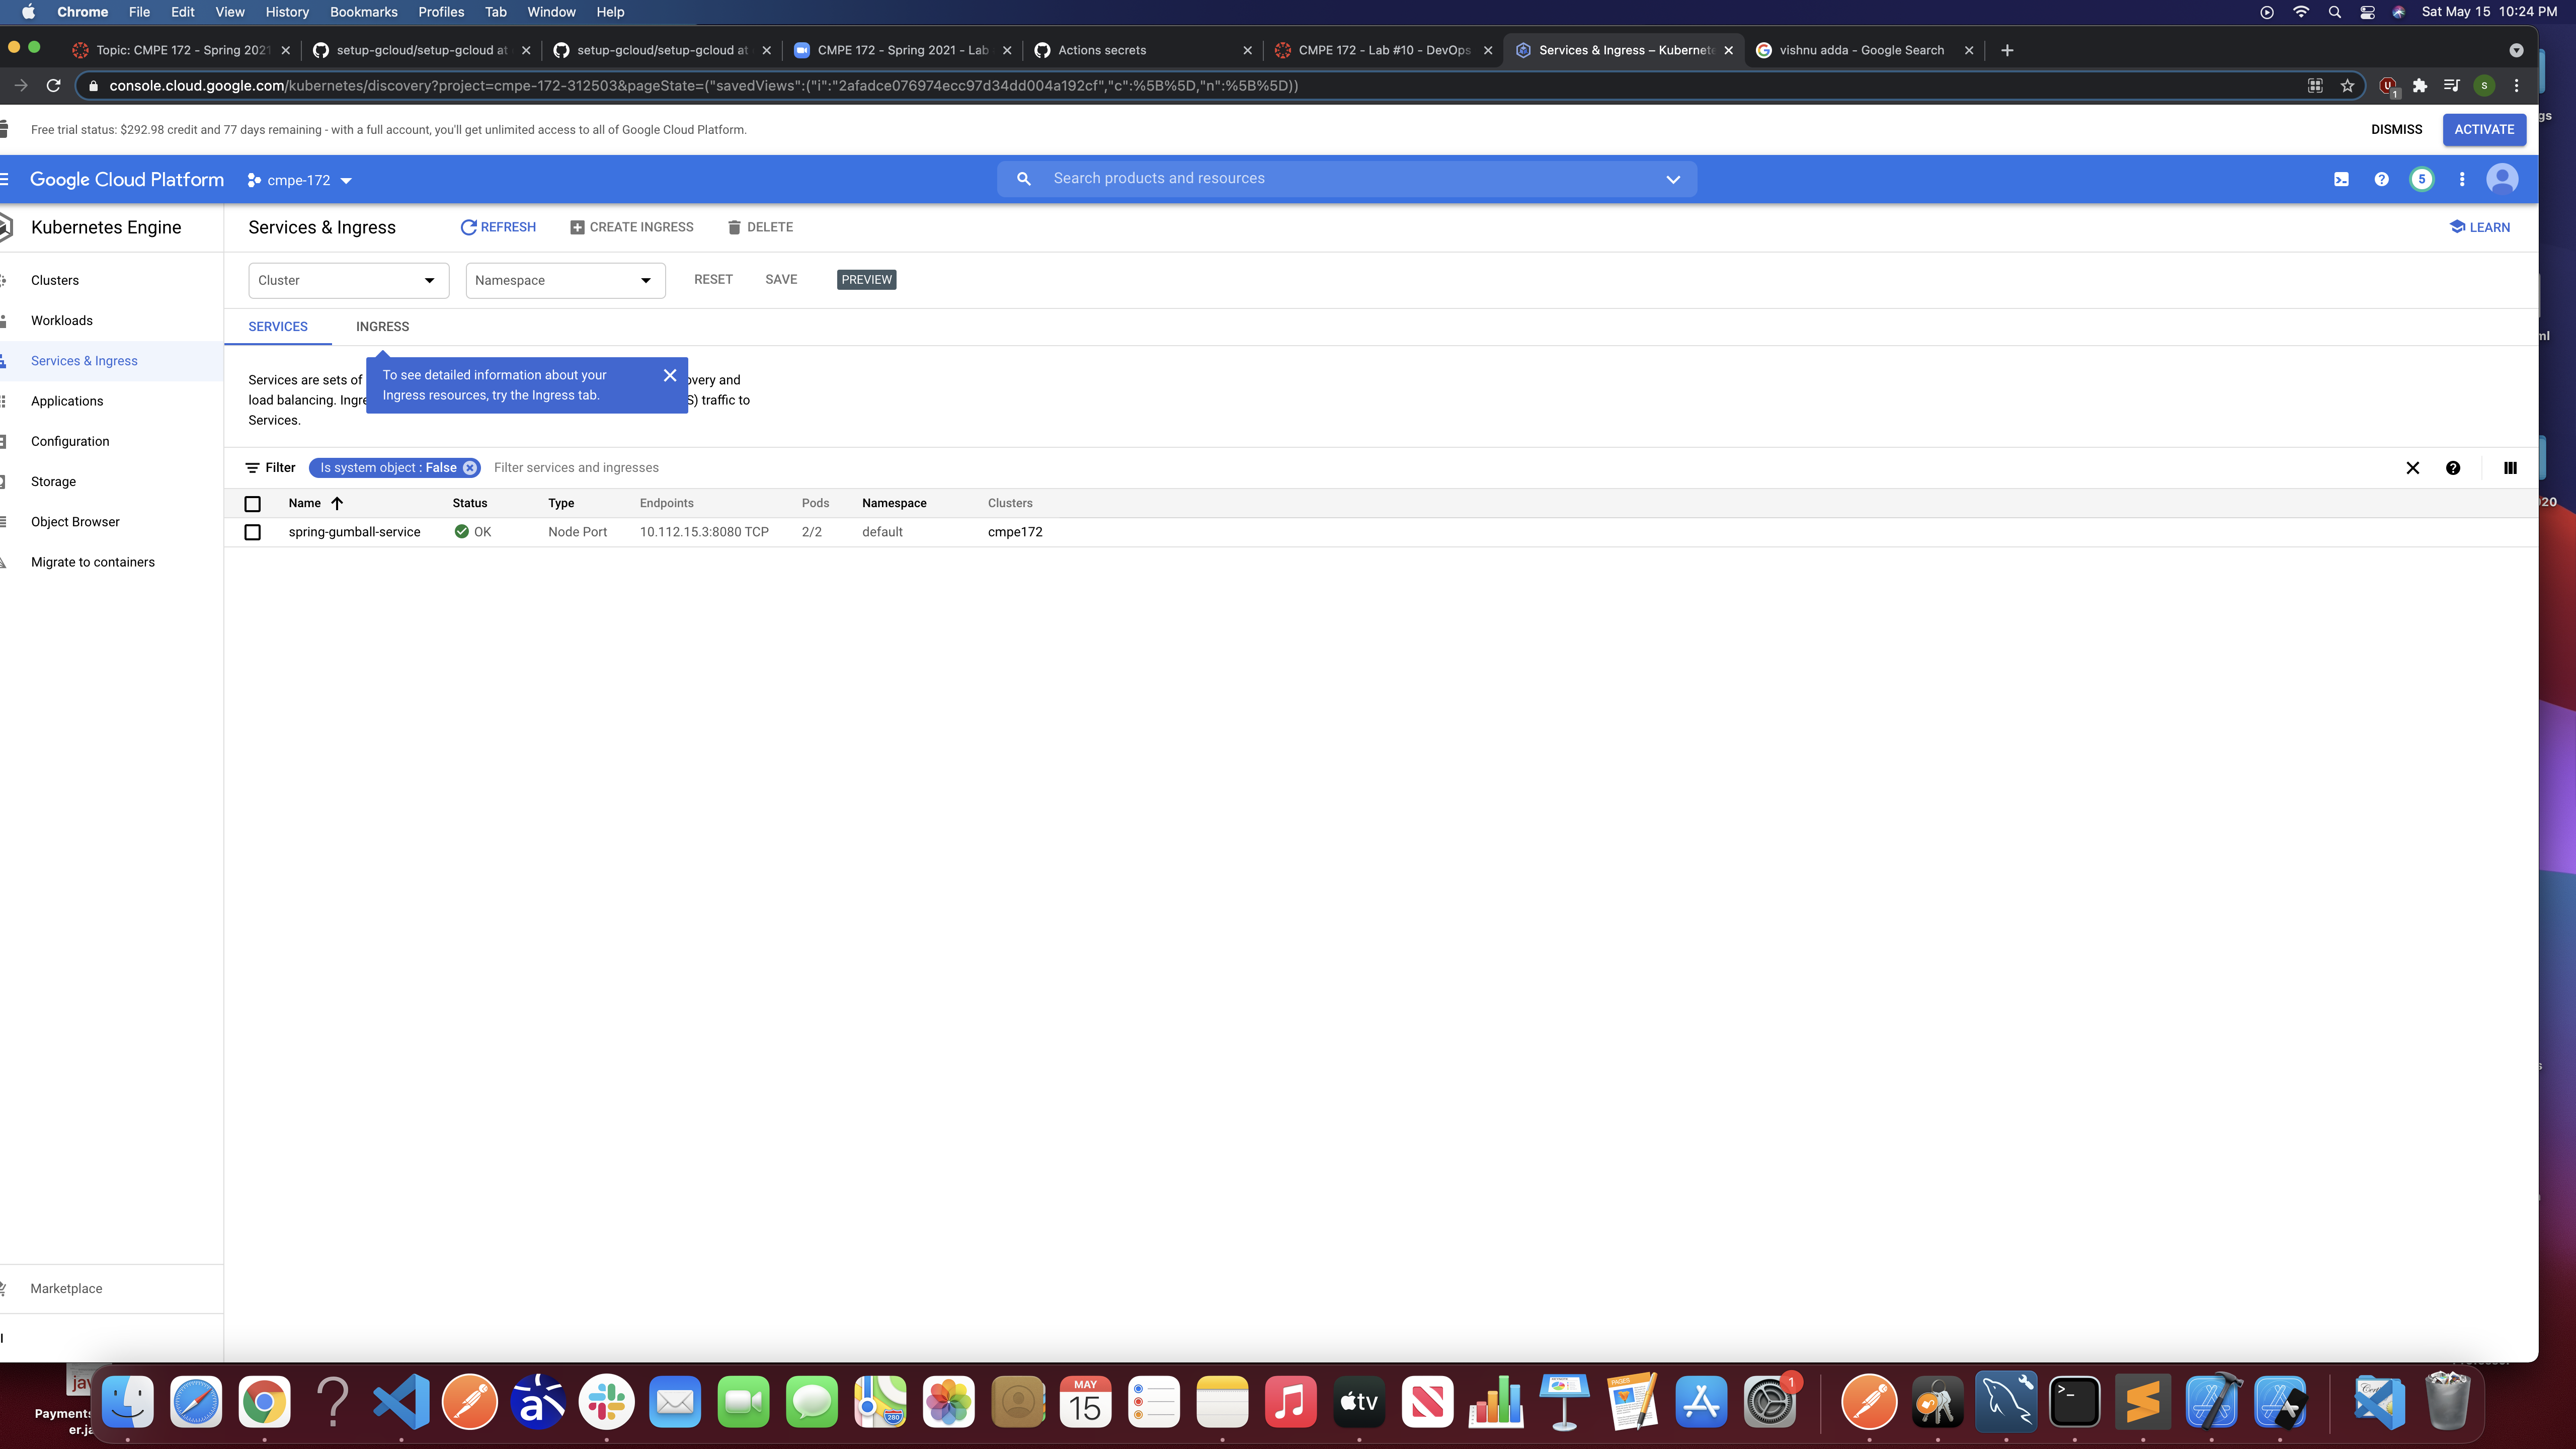 Chrome File Edit View History Bookmarks Profiles Tab Window Help Sat May 15 10:24 PM
Topic: CMPE 172 - Spring 2021 setup-gcloud/setup-gcloud at setup-gcloud/setup-gcloud at CMPE 172 - Spring 2021 - Lab Actions secrets CMPE 172 - Lab #10 - DevOps Services & Ingress – Kubernete vishnu adda - Google Search
console.cloud.google.com/kubernetes/discovery?project=cmpe-172-312503&pageState=("savedViews":("i":"2afadce076974ecc97d34dd004a192cf","c":%5B%5D,"n":%5B%5D))
U 1
S
gs
Free trial status: $292.98 credit and 77 days remaining - with a full account, you'll get unlimited access to all of Google Cloud Platform.
DISMISS ACTIVATE
Google Cloud Platform cmpe-172 Search products and resources 5
Kubernetes Engine
Services & Ingress REFRESH CREATE INGRESS DELETE LEARN
Clusters
Workloads
Services & Ingress
Applications
Configuration
Storage
Object Browser
Migrate to containers
Marketplace
Cluster Namespace RESET SAVE PREVIEW
SERVICES INGRESS
To see detailed information about your
Ingress resources, try the Ingress tab.
Services are sets of overy and
load balancing. Ingre S) traffic to
Services.
Filter Is system object : False Filter services and ingresses
Name Status Type Endpoints Pods Namespace Clusters
spring-gumball-service OK Node Port 10.112.15.3:8080 TCP 2/2 default cmpe172
ml
20
jav
Payments
er.ja
MAY
15
280
tv
PAGES
1